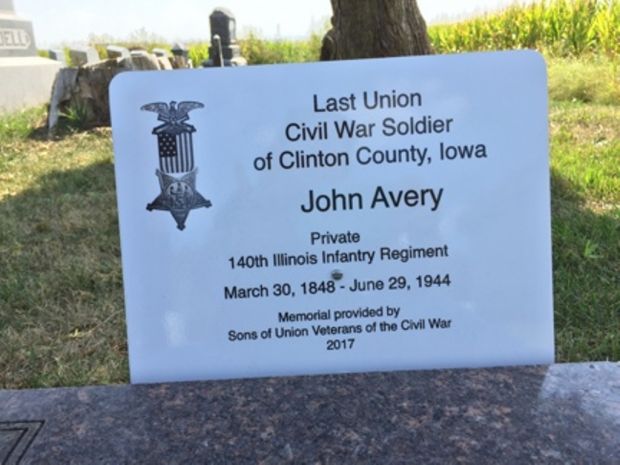 DELL
Last Union
Civil War Soldier
of Clinton County, Iowa
John Avery
Private
140th Illinois Infantry Regiment
March 30, 1848 - June 29, 1944
Memorial provided by
Sons of Union Veterans of the Civil War
2017